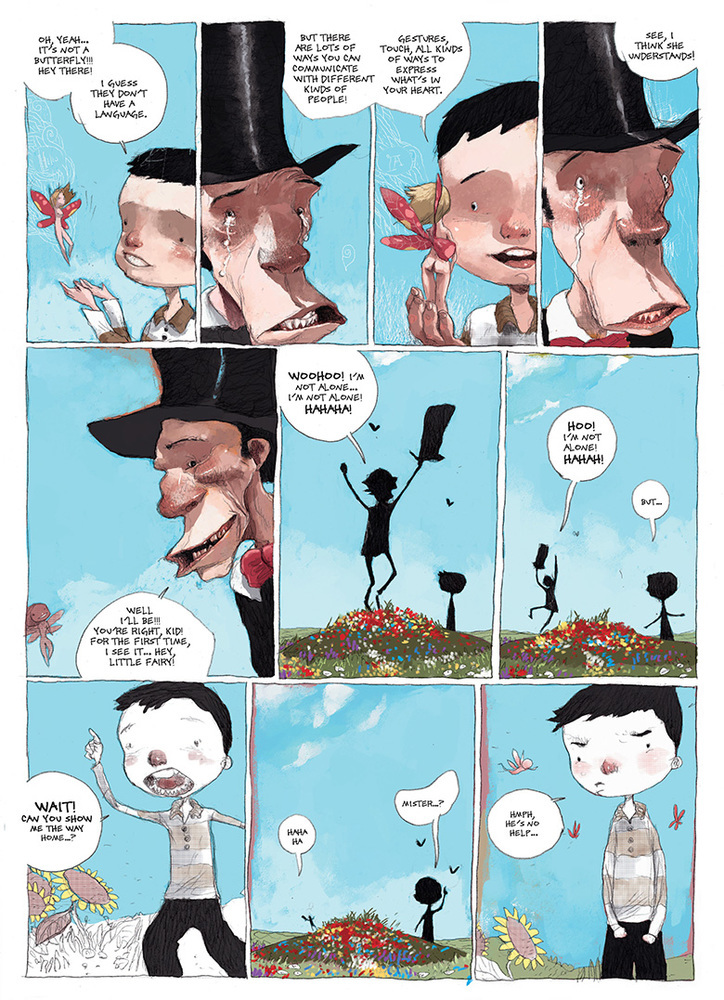 OH, YEAH...
IT'S NOT A
BUTTERFLY!!!
HEY THERE!
I GUESS
THEY DON'T
HAVE A
LANGUAGE.
BUT THERE
ARE LOTS OF
WAYS YOU CAN
COMMUNICATE
WITH DIFFERENT
KINDS OF
PEOPLE!
GESTURES,
TOUCH, ALL KINDS
OF WAYS TO
EXPRESS
WHAT'S IN
YOUR HEART.
SEE, I
THINK SHE
UNDERSTANDS!
WELL
I'LL BE!!!
YOU'RE RIGHT, KID!
FOR THE FIRST TIME,
I SEE IT... HEY,
LITTLE FAIRY!
WOOHOO! I'M
NOT ALONE...
I'M NOT ALONE!
HAHAHA!
HOO!
I'M NOT
ALONE!
HAHAH!
BUT...
WAIT!
CAN YOU SHOW
ME THE WAY
HOME...?
HAHA
HA
MISTER...?
HMPH,
HE'S NO
HELP...